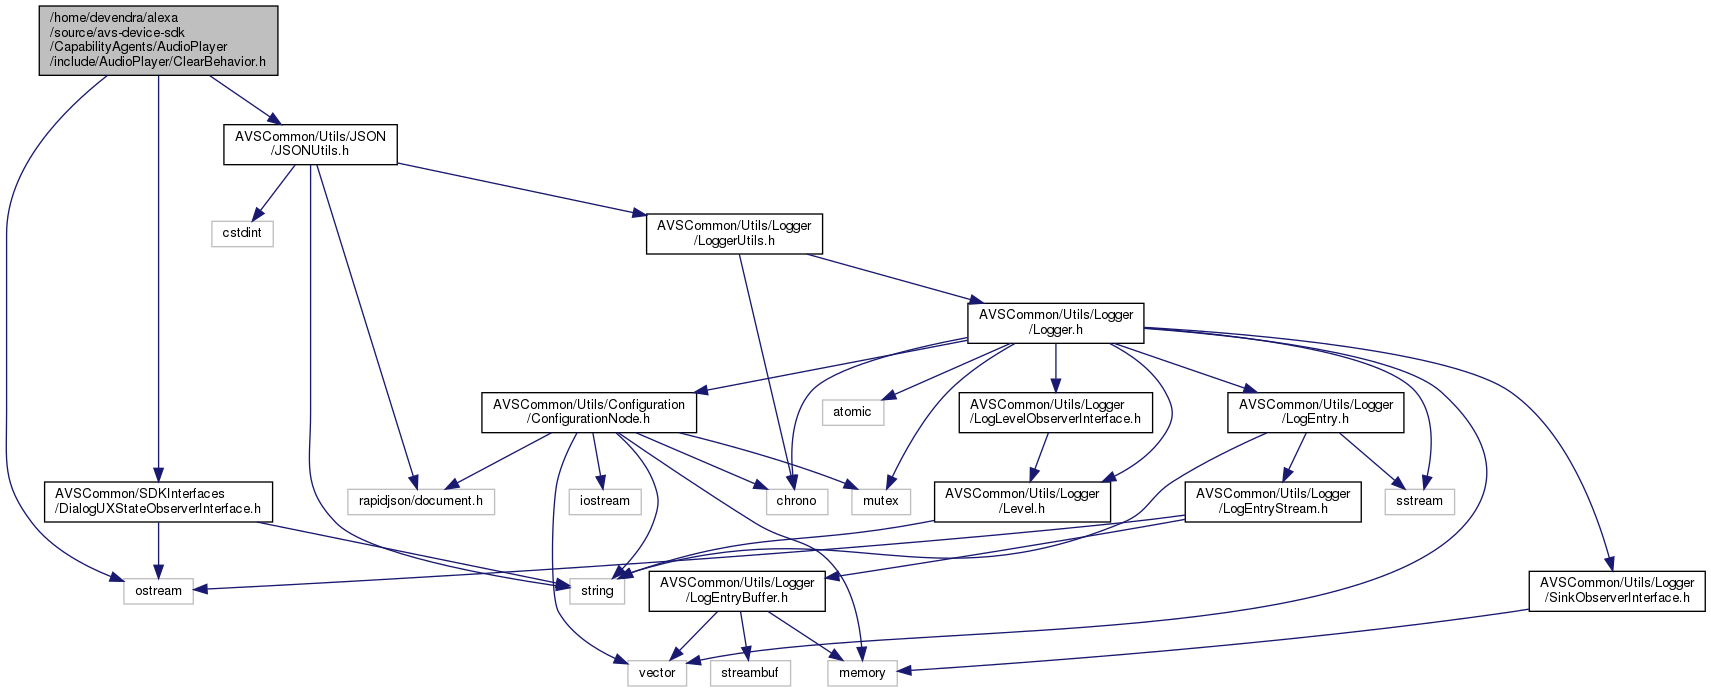 /home/devendra/alexa
/source/avs-device-sdk
/CapabilityAgents/AudioPlayer
/include/AudioPlayer/ClearBehavior.h
AVSCommon/Utils/JSON
/JSONUtils.h
cstdint
AVSCommon/Utils/Logger
/LoggerUtils.h
AVSCommon/Utils/Logger
/Logger.h
AVSCommon/Utils/Configuration
/ConfigurationNode.h
atomic
AVSCommon/Utils/Logger
/LogLevelObserverInterface.h
AVSCommon/Utils/Logger
/LogEntry.h
AVSCommon/SDKInterfaces
/DialogUXStateObserverInterface.h
rapidjson/document.h
iostream
chrono
mutex
AVSCommon/Utils/Logger
/Level.h
AVSCommon/Utils/Logger
/LogEntryStream.h
sstream
ostream
string
AVSCommon/Utils/Logger
/LogEntryBuffer.h
AVSCommon/Utils/Logger
/SinkObserverInterface.h
vector
streambuf
memory